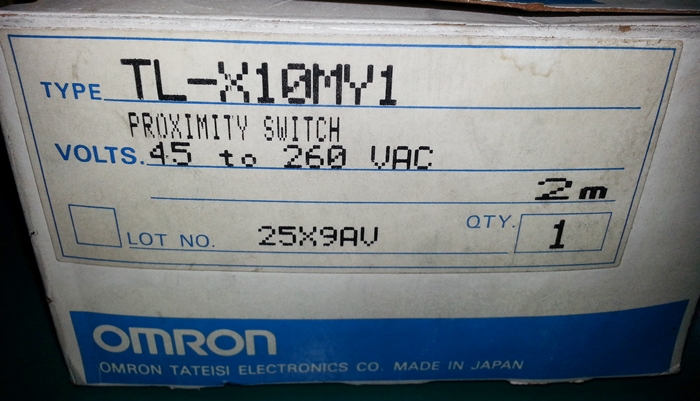 TYPE TL-X10MY1
PROXIMITY SWITCH
VOLTS. 45 to 260 VAC
2m
LOT NO. 25X9AV QTY. 1
OMRON
OMRON TATEISI ELECTRONICS CO. MADE IN JAPAN